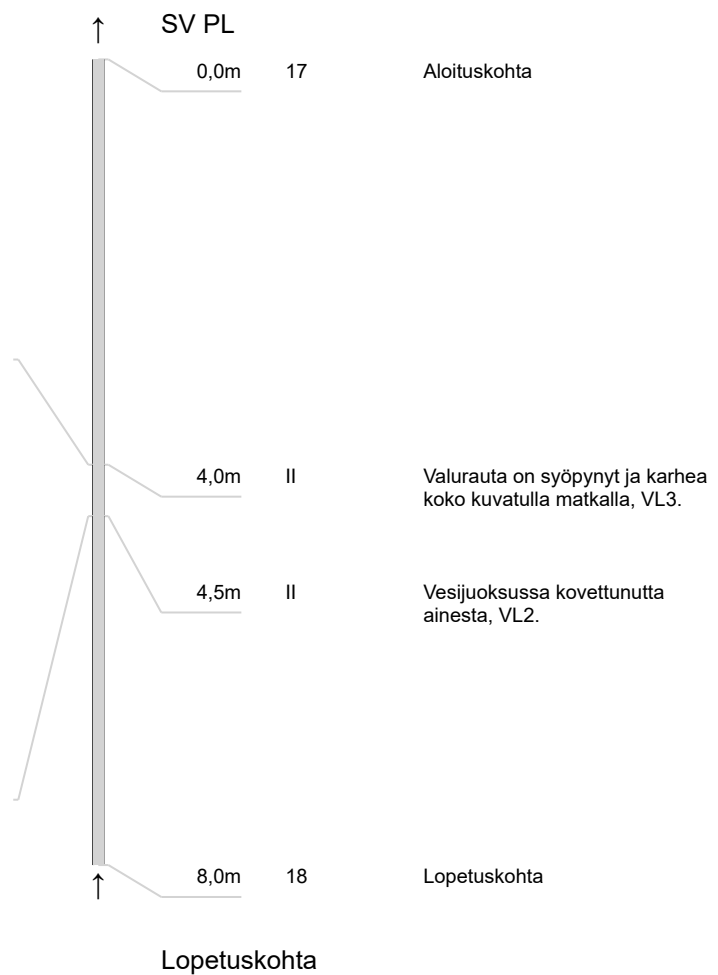 SV PL
0,0m 17 Aloituskohta
4,0m II Valurauta on syöpynyt ja karhea
koko kuvatulla matkalla, VL3.
4,5m II Vesijuoksussa kovettunutta
ainesta, VL2.
8,0m 18 Lopetuskohta
Lopetuskohta